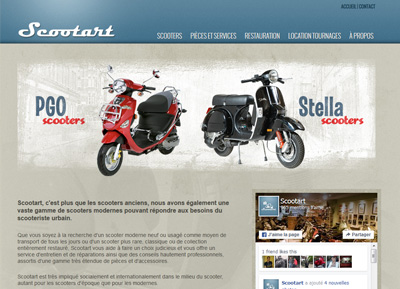 ACCUEIL | CONTACT
Scootart
SCOOTERS PIÈCES ET SERVICES RESTAURATION LOCATION TOURNAGES À PROPOS
PGO
scooters
Stella
scooters
Scootart, c'est plus que les scooters anciens, nous avons également une
vaste gamme de scooters modernes pouvant répondre aux besoins du
scooteriste urbain.
Que vous soyez à la recherche d'un scooter moderne neuf ou usagé comme moyen de
transport de tous les jours ou d'un scooter plus rare, classique ou de collection
entièrement restauré, Scootart vous aide à faire un choix judicieux et vous offre un
service d'entretien et de réparations ainsi que des conseils hautement professionnels,
assortis d'une gamme très étendue de pièces et d'accessoires.
Scootart est très impliqué socialement et internationalement dans le milieu du scooter,
autant pour les scooters d'époque que pour les modernes.
Scootart
mentions J'aime
J'aime la page
Partager
friend likes this
Scootart a ajouté 4 nouvelles